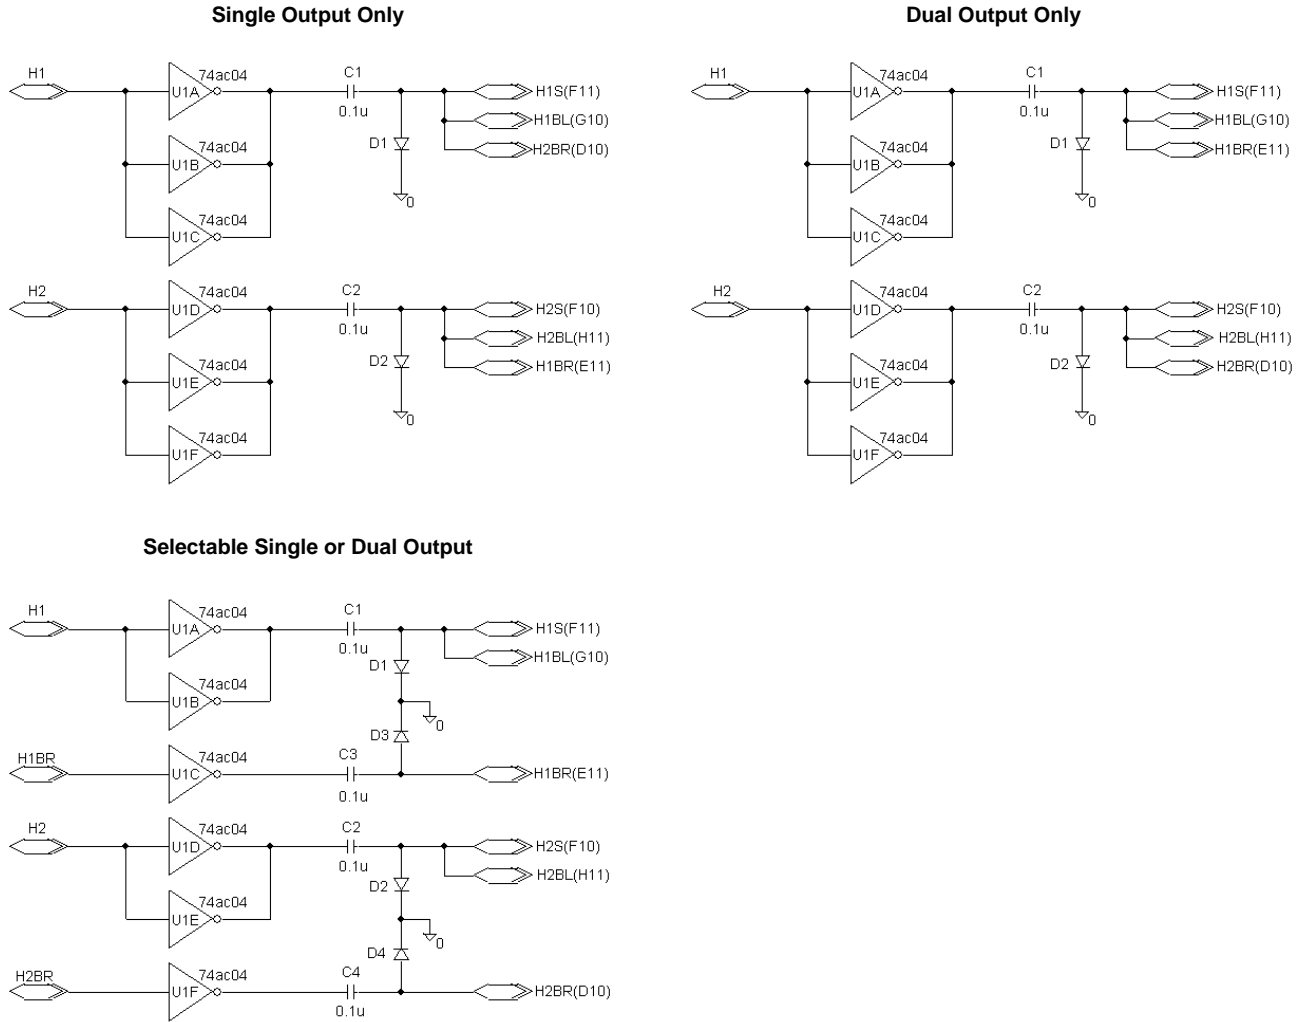 Single Output Only
H1
74ac04
U1A
C1
0.1u
H1S(F11)
H1BL(G10)
H2BR(D10)
D1
0
74ac04
U1B
74ac04
U1C
H2
74ac04
U1D
C2
0.1u
H2S(F10)
H2BL(H11)
H1BR(E11)
D2
0
74ac04
U1E
74ac04
U1F
Dual Output Only
H1
74ac04
U1A
C1
0.1u
H1S(F11)
H1BL(G10)
H1BR(E11)
D1
0
74ac04
U1B
74ac04
U1C
H2
74ac04
U1D
C2
0.1u
H2S(F10)
H2BL(H11)
H2BR(D10)
D2
0
74ac04
U1E
74ac04
U1F
Selectable Single or Dual Output
H1
74ac04
U1A
C1
0.1u
H1S(F11)
H1BL(G10)
D1
0
74ac04
U1B
D3
H1BR
74ac04
U1C
C3
0.1u
H1BR(E11)
H2
74ac04
U1D
C2
0.1u
H2S(F10)
H2BL(H11)
D2
0
74ac04
U1E
D4
H2BR
74ac04
U1F
C4
0.1u
H2BR(D10)